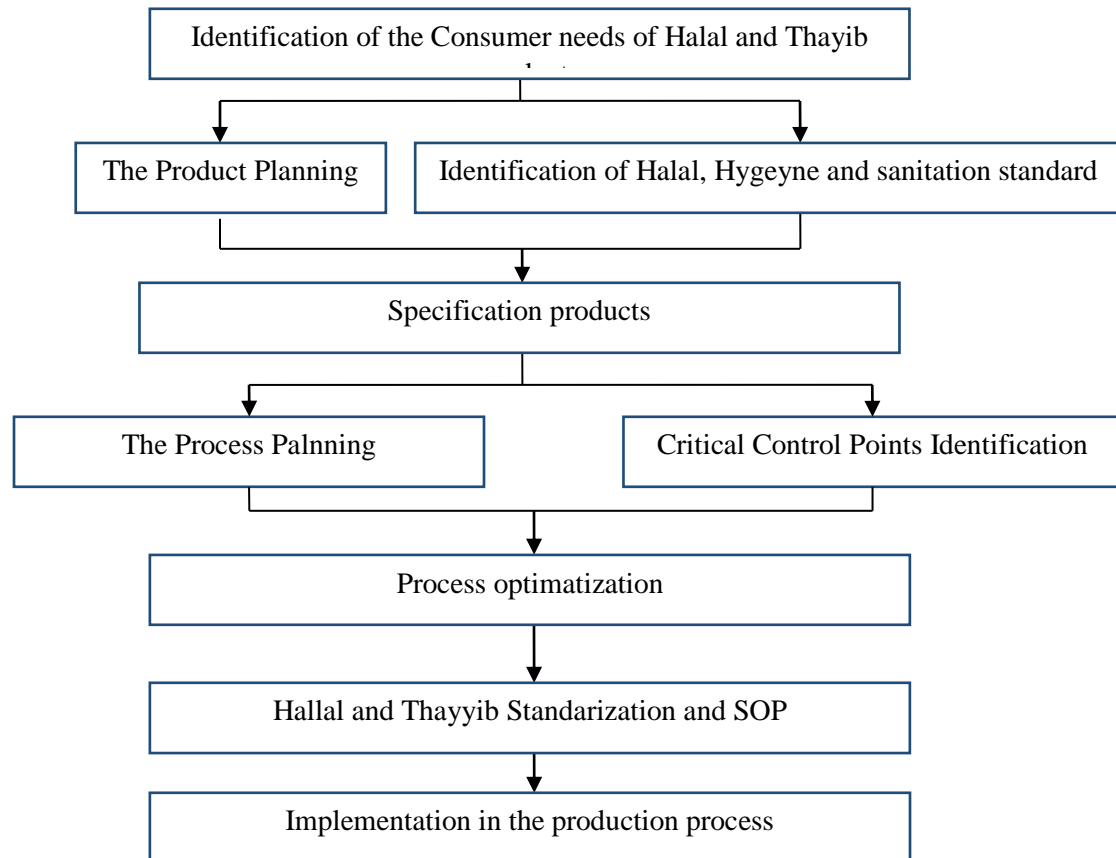 Identification of the Consumer needs of Halal and Thayib
The Product Planning
Identification of Halal, Hygeyne and sanitation standard
Specification products
The Process Palnning
Critical Control Points Identification
Process optimatization
Hallal and Thayyib Standarization and SOP
Implementation in the production process